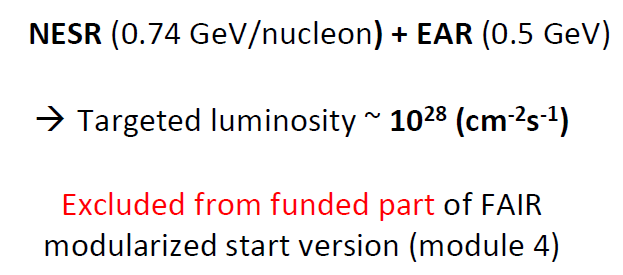 NESR (0.74 GeV/nucleon) + EAR (0.5 GeV)
→ Targeted luminosity ~ 10²⁸ (cm⁻²s⁻¹)
Excluded from funded part of FAIR
modularized start version (module 4)